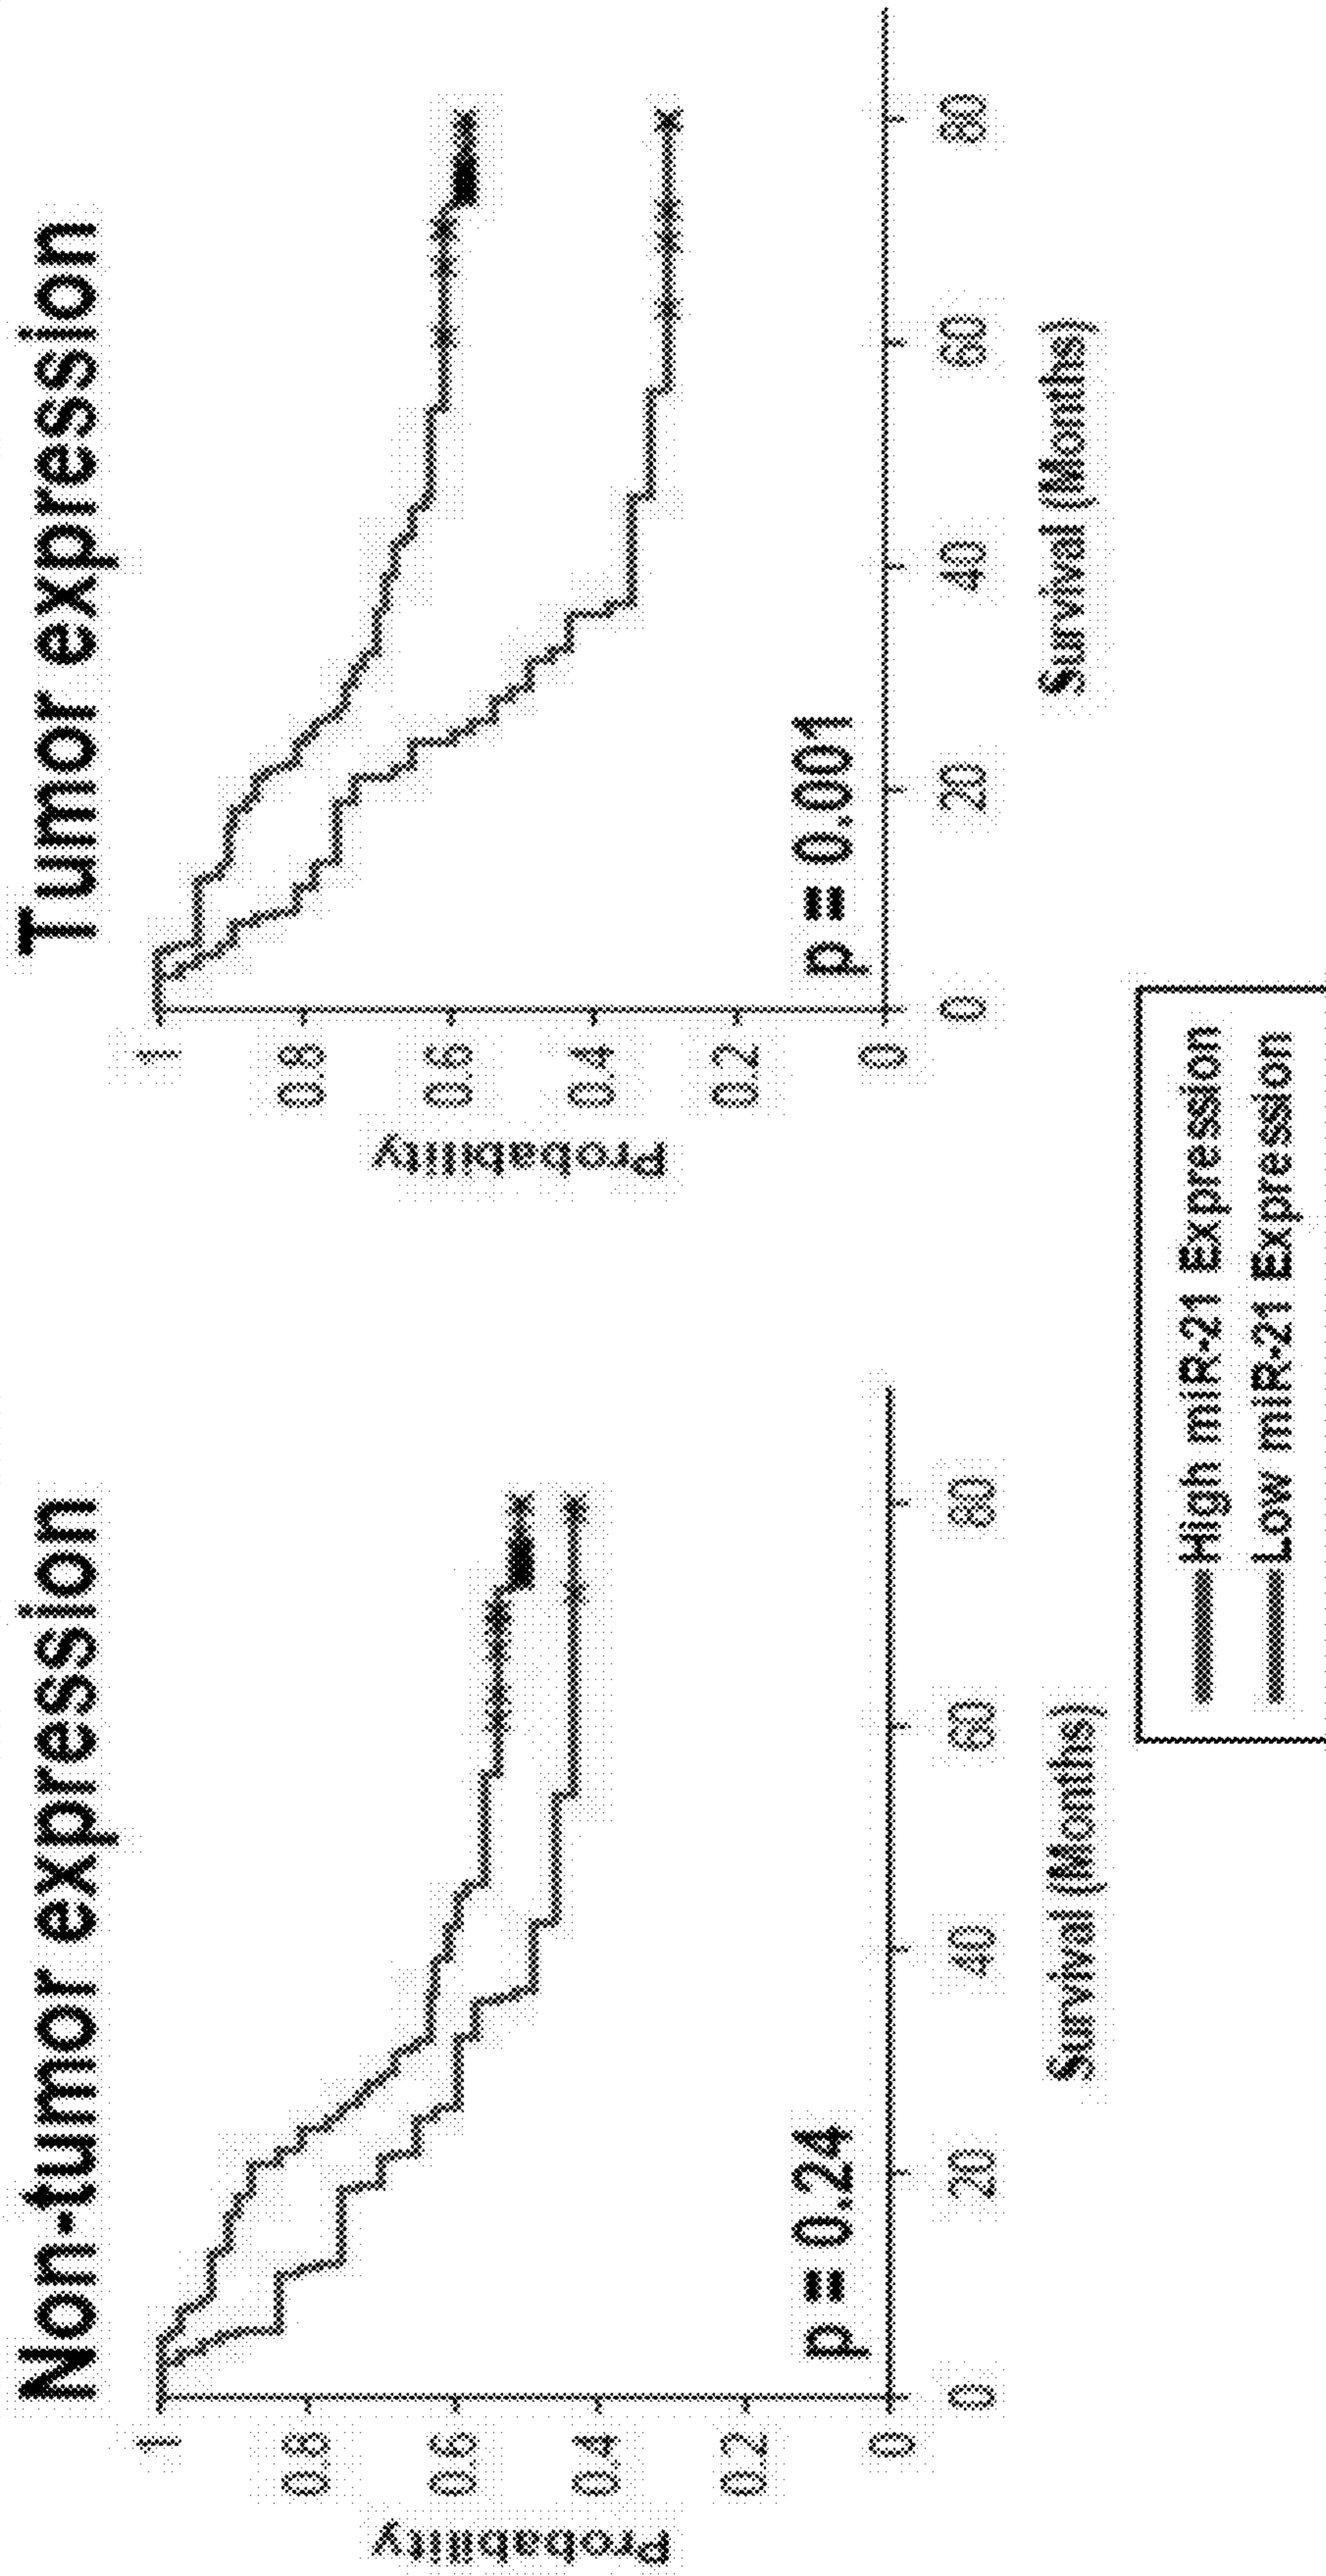 Non-tumor expression
Probability
1
0.8
0.6
0.4
0.2
0
p = 0.24
0 20 40 60 80
Survival (Months)
Tumor expression
Probability
1
0.8
0.6
0.4
0.2
0
p = 0.001
0 20 40 60 80
Survival (Months)
High miR-21 Expression
Low miR-21 Expression